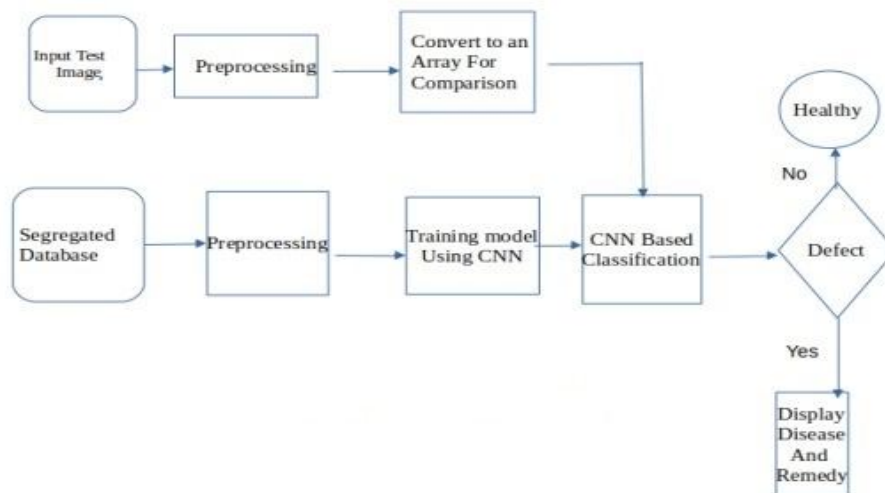 Input Test
Image
Preprocessing
Convert to an
Array For
Comparison
Healthy
No
Segregated
Database
Preprocessing
Training model
Using CNN
CNN Based
Classification
Defect
Yes
Display
Disease
And
Remedy